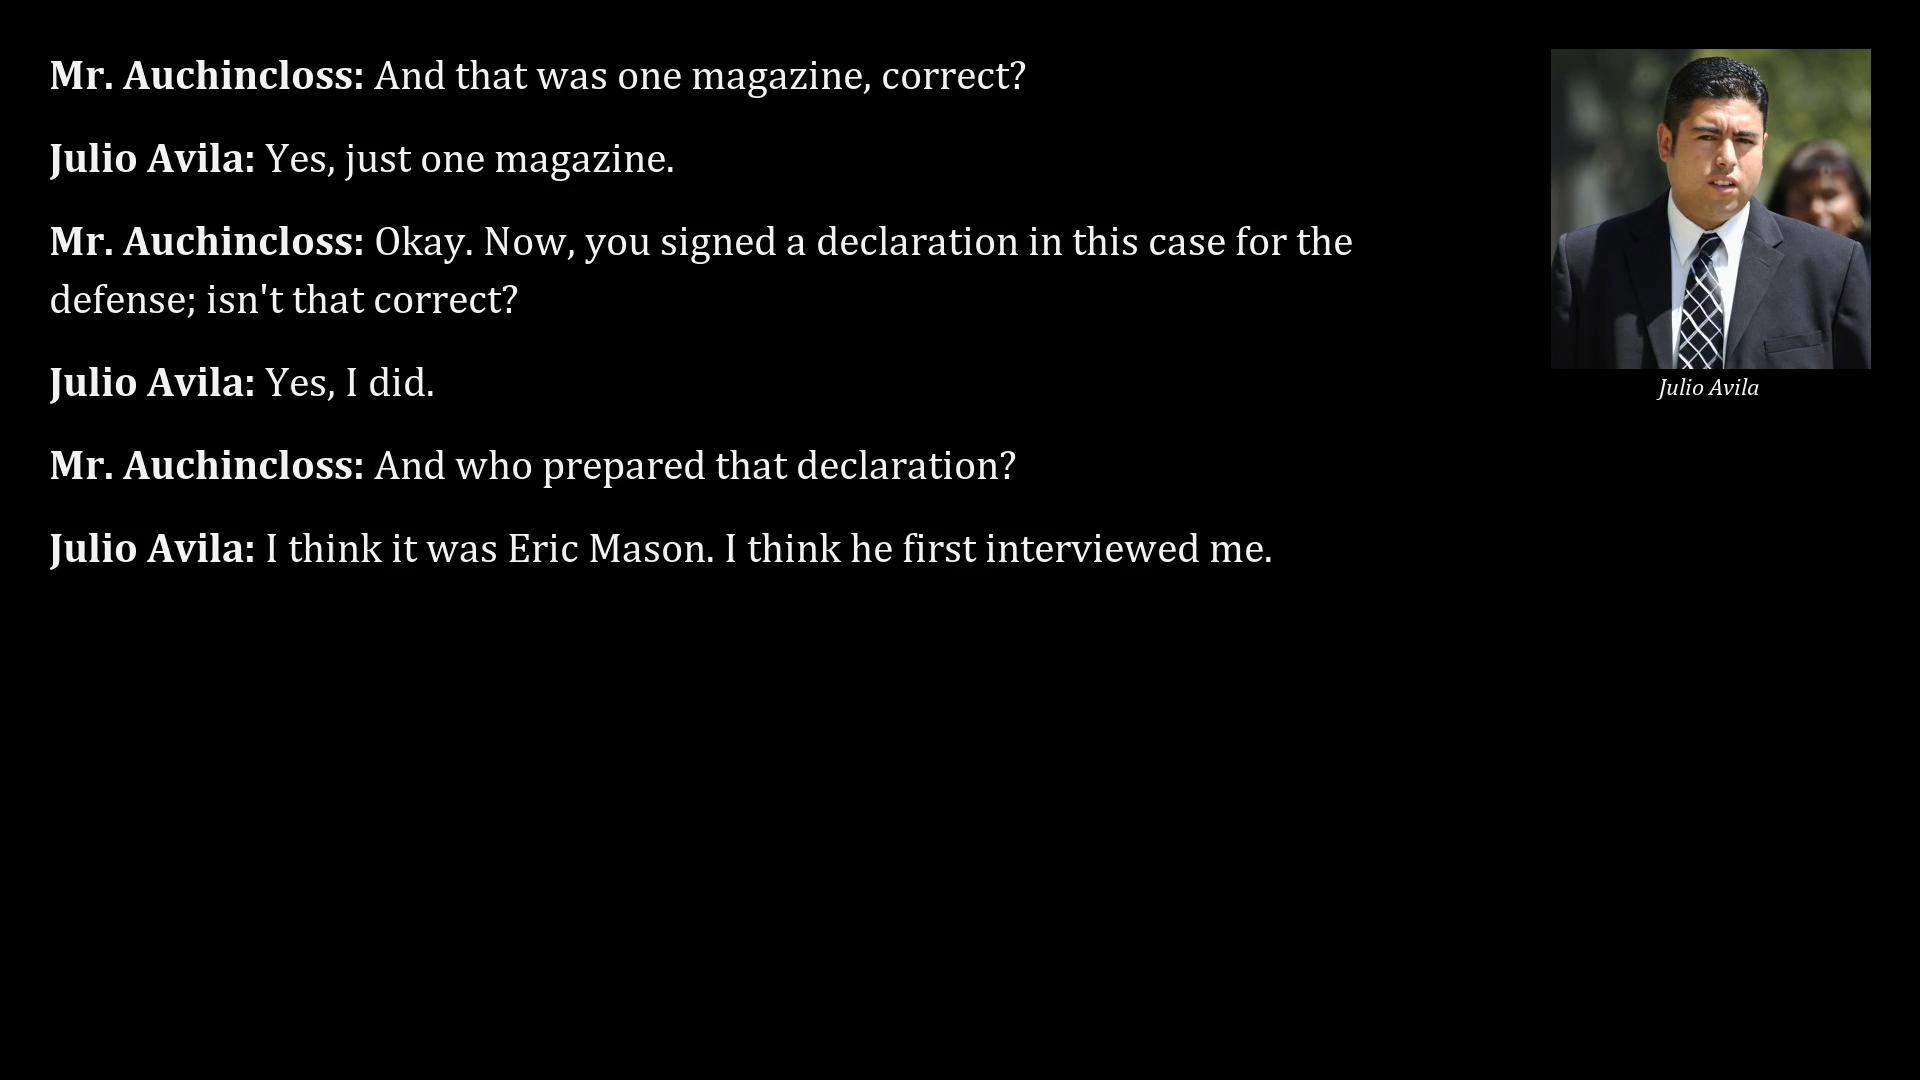 Mr. Auchincloss: And that was one magazine, correct?
Julio Avila: Yes, just one magazine.
Mr. Auchincloss: Okay. Now, you signed a declaration in this case for the
defense; isn't that correct?
Julio Avila: Yes, I did.
Mr. Auchincloss: And who prepared that declaration?
Julio Avila: I think it was Eric Mason. I think he first interviewed me.
Julio Avila